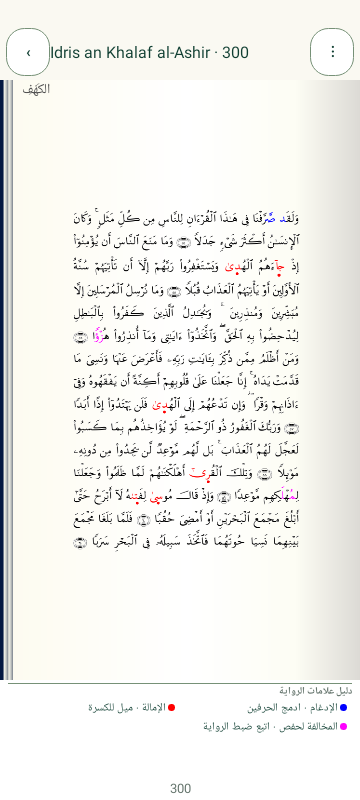 Idris an Khalaf al-Ashir · 300
الكهف
وَلَقَد صَّرَّفْنَا فِي هَٰذَا ٱلْقُرْءَانِ لِلنَّاسِ مِن كُلِّ مَثَلٍ ۚ وَكَانَ
ٱلْإِنسَٰنُ أَكْثَرَ شَىْءٍ جَدَلًا ۝ وَمَا مَنَعَ ٱلنَّاسَ أَن يُؤْمِنُوٓا۟
إِذْ جَآءَهُمُ ٱلْهُدَىٰ وَيَسْتَغْفِرُوا۟ رَبَّهُمْ إِلَّآ أَن تَأْتِيَهُمْ سُنَّةُ
ٱلْأَوَّلِينَ أَوْ يَأْتِيَهُمُ ٱلْعَذَابُ قُبُلًا ۝ وَمَا نُرْسِلُ ٱلْمُرْسَلِينَ إِلَّا
مُبَشِّرِينَ وَمُنذِرِينَ ۚ وَيُجَٰدِلُ ٱلَّذِينَ كَفَرُوا۟ بِٱلْبَٰطِلِ
لِيُدْحِضُوا۟ بِهِ ٱلْحَقَّ ۖ وَٱتَّخَذُوٓا۟ ءَايَٰتِى وَمَآ أُنذِرُوا۟ هُزْؤًا ۝
وَمَنْ أَظْلَمُ مِمَّن ذُكِّرَ بِـَٔايَٰتِ رَبِّهِۦ فَأَعْرَضَ عَنْهَا وَنَسِىَ مَا
قَدَّمَتْ يَدَاهُ ۚ إِنَّا جَعَلْنَا عَلَىٰ قُلُوبِهِمْ أَكِنَّةً أَن يَفْقَهُوهُ وَفِىٓ
ءَاذَانِهِمْ وَقْرًا ۖ وَإِن تَدْعُهُمْ إِلَى ٱلْهُدَىٰ فَلَن يَهْتَدُوٓا۟ إِذًا أَبَدًا
۝ وَرَبُّكَ ٱلْغَفُورُ ذُو ٱلرَّحْمَةِ ۖ لَوْ يُؤَاخِذُهُم بِمَا كَسَبُوا۟
لَعَجَّلَ لَهُمُ ٱلْعَذَابَ ۚ بَل لَّهُم مَّوْعِدٌ لَّن يَجِدُوا۟ مِن دُونِهِۦ
مَوْئِلًا ۝ وَتِلْكَ ٱلْقُرَىٰٓ أَهْلَكْنَٰهُمْ لَمَّا ظَلَمُوا۟ وَجَعَلْنَا
لِمُهْلَكِهِم مَّوْعِدًا ۝ وَإِذْ قَالَ مُوسَىٰ لِفَتَىٰهُ لَآ أَبْرَحُ حَتَّىٰٓ
أَبْلُغَ مَجْمَعَ ٱلْبَحْرَيْنِ أَوْ أَمْضِىَ حُقُبًا ۝ فَلَمَّا بَلَغَا مَجْمَعَ
بَيْنِهِمَا نَسِيَا حُوتَهُمَا فَٱتَّخَذَ سَبِيلَهُۥ فِى ٱلْبَحْرِ سَرَبًا ۝
دليل علامات الرواية
الإدغام · ادمج الحرفين
الإمالة · ميل للكسرة
المخالفة لحفص · اتبع ضبط الرواية
300